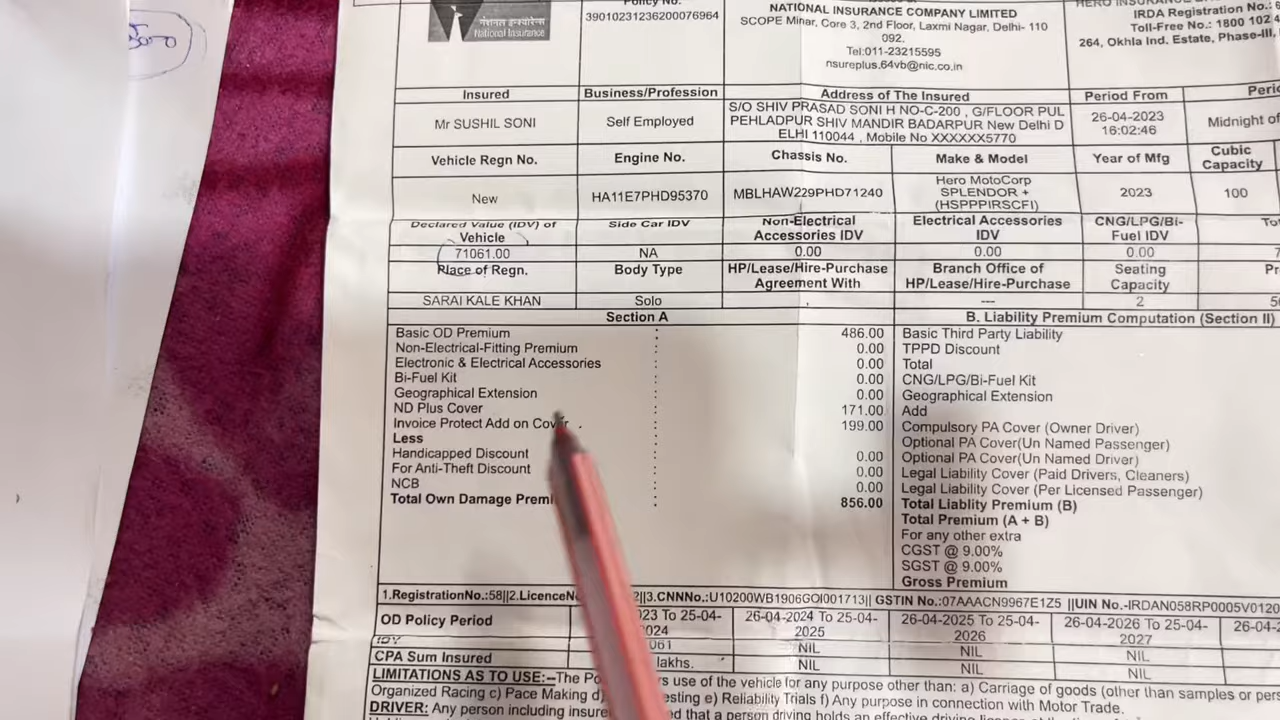 Policy No.
नेशनल इन्श्योरेन्स
National Insurance
39010231236200076964
NATIONAL INSURANCE COMPANY LIMITED
SCOPE Minar, Core 3, 2nd Floor, Laxmi Nagar, Delhi- 110
092.
Tel:011-23215595
nsureplus.64vb@nic.co.in
IRDA Registration No.:
Toll-Free No.: 1800 102
264, Okhla Ind. Estate, Phase-III,
Insured Business/Profession Address of The Insured Period From
Mr SUSHIL SONI Self Employed S/O SHIV PRASAD SONI H NO-C-200 , G/FLOOR PUL
PEHLADPUR SHIV MANDIR BADARPUR New Delhi D
ELHI 110044 , Mobile No XXXXXX5770
26-04-2023
16:02:46
Midnight of
Vehicle Regn No. Engine No. Chassis No. Make & Model Year of Mfg Cubic
Capacity
New HA11E7PHD95370 MBLHAW229PHD71240 Hero MotoCorp
SPLENDOR +
(HSPPPIRSCFI)
2023 100
Declared Value (IDV) of
Vehicle
Side Car IDV Non-Electrical
Accessories IDV
Electrical Accessories
IDV
CNG/LPG/Bi-
Fuel IDV
71061.00 NA 0.00 0.00 0.00
Place of Regn. Body Type HP/Lease/Hire-Purchase
Agreement With
Branch Office of
HP/Lease/Hire-Purchase
Seating
Capacity
SARAI KALE KHAN Solo --- 2
Section A B. Liability Premium Computation (Section II)
Basic OD Premium : 486.00 Basic Third Party Liability
Non-Electrical-Fitting Premium : 0.00 TPPD Discount
Electronic & Electrical Accessories : 0.00 Total
Bi-Fuel Kit : 0.00 CNG/LPG/Bi-Fuel Kit
Geographical Extension : 0.00 Geographical Extension
ND Plus Cover : 171.00 Add
Invoice Protect Add on Cover : 199.00 Compulsory PA Cover (Owner Driver)
Less Optional PA Cover(Un Named Passenger)
Handicapped Discount : 0.00 Optional PA Cover(Un Named Driver)
For Anti-Theft Discount : 0.00 Legal Liability Cover (Paid Drivers, Cleaners)
NCB : 0.00 Legal Liability Cover (Per Licensed Passenger)
Total Own Damage : 856.00 Total Liablity Premium (B)
Total Premium (A + B)
For any other extra
CGST @ 9.00%
SGST @ 9.00%
Gross Premium
1.RegistrationNo.:58||2. 2||3.CNNo.:U10200WB1906GOI001713|| GSTIN No.:07AAACN9967E1Z5 ||UIN No.-IRDAN058RP0005V0120
OD Policy Period 023 To 25-04-
2024
26-04-2024 To 25-04-
2025
26-04-2025 To 25-04-
2026
26-04-2026 To 25-04-
2027
26-04-
IDV 061 NIL NIL NIL
CPA Sum Insured lakhs. NIL NIL NIL
LIMITATIONS AS TO USE:--The use of the vehicle for any purpose other than: a) Carriage of goods (other than samples or
Organized Racing c) Pace Making d) esting e) Reliability Trials f) Any purpose in connection with Motor Trade.
DRIVER: Any person including that a person driving holds an effective driving